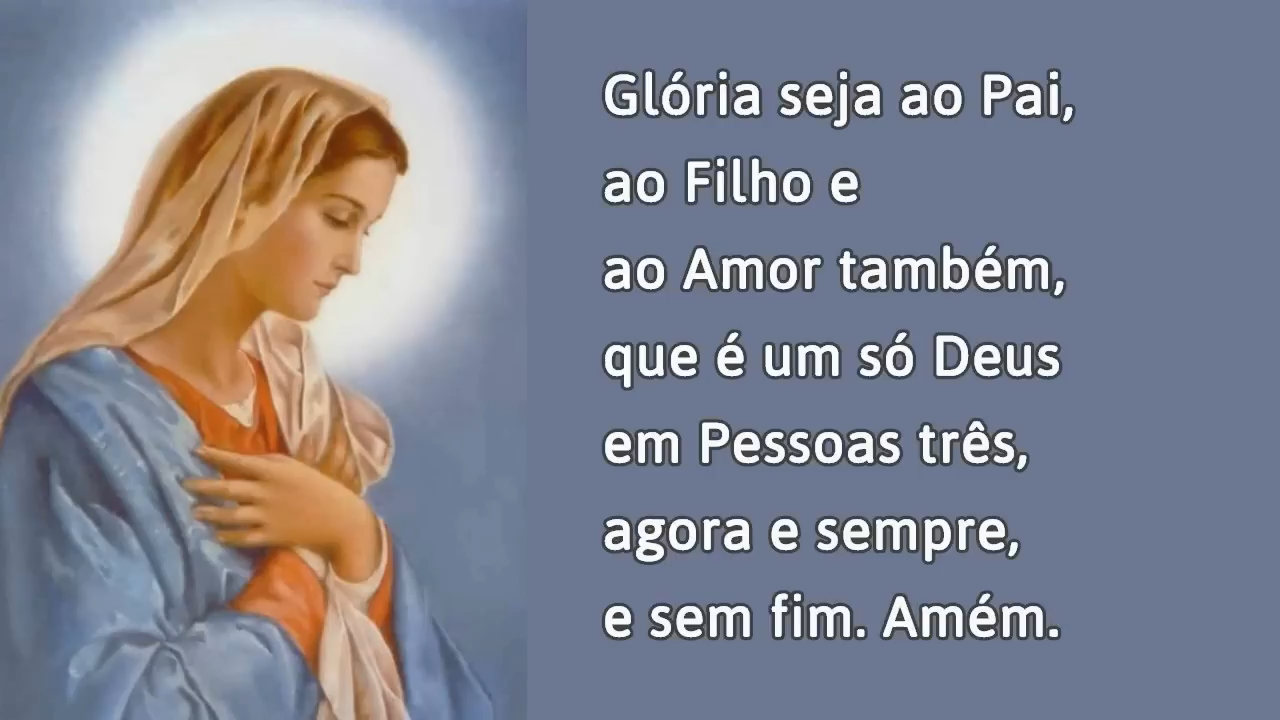 Glória seja ao Pai,
ao Filho e
ao Amor também,
que é um só Deus
em Pessoas três,
agora e sempre,
e sem fim. Amém.